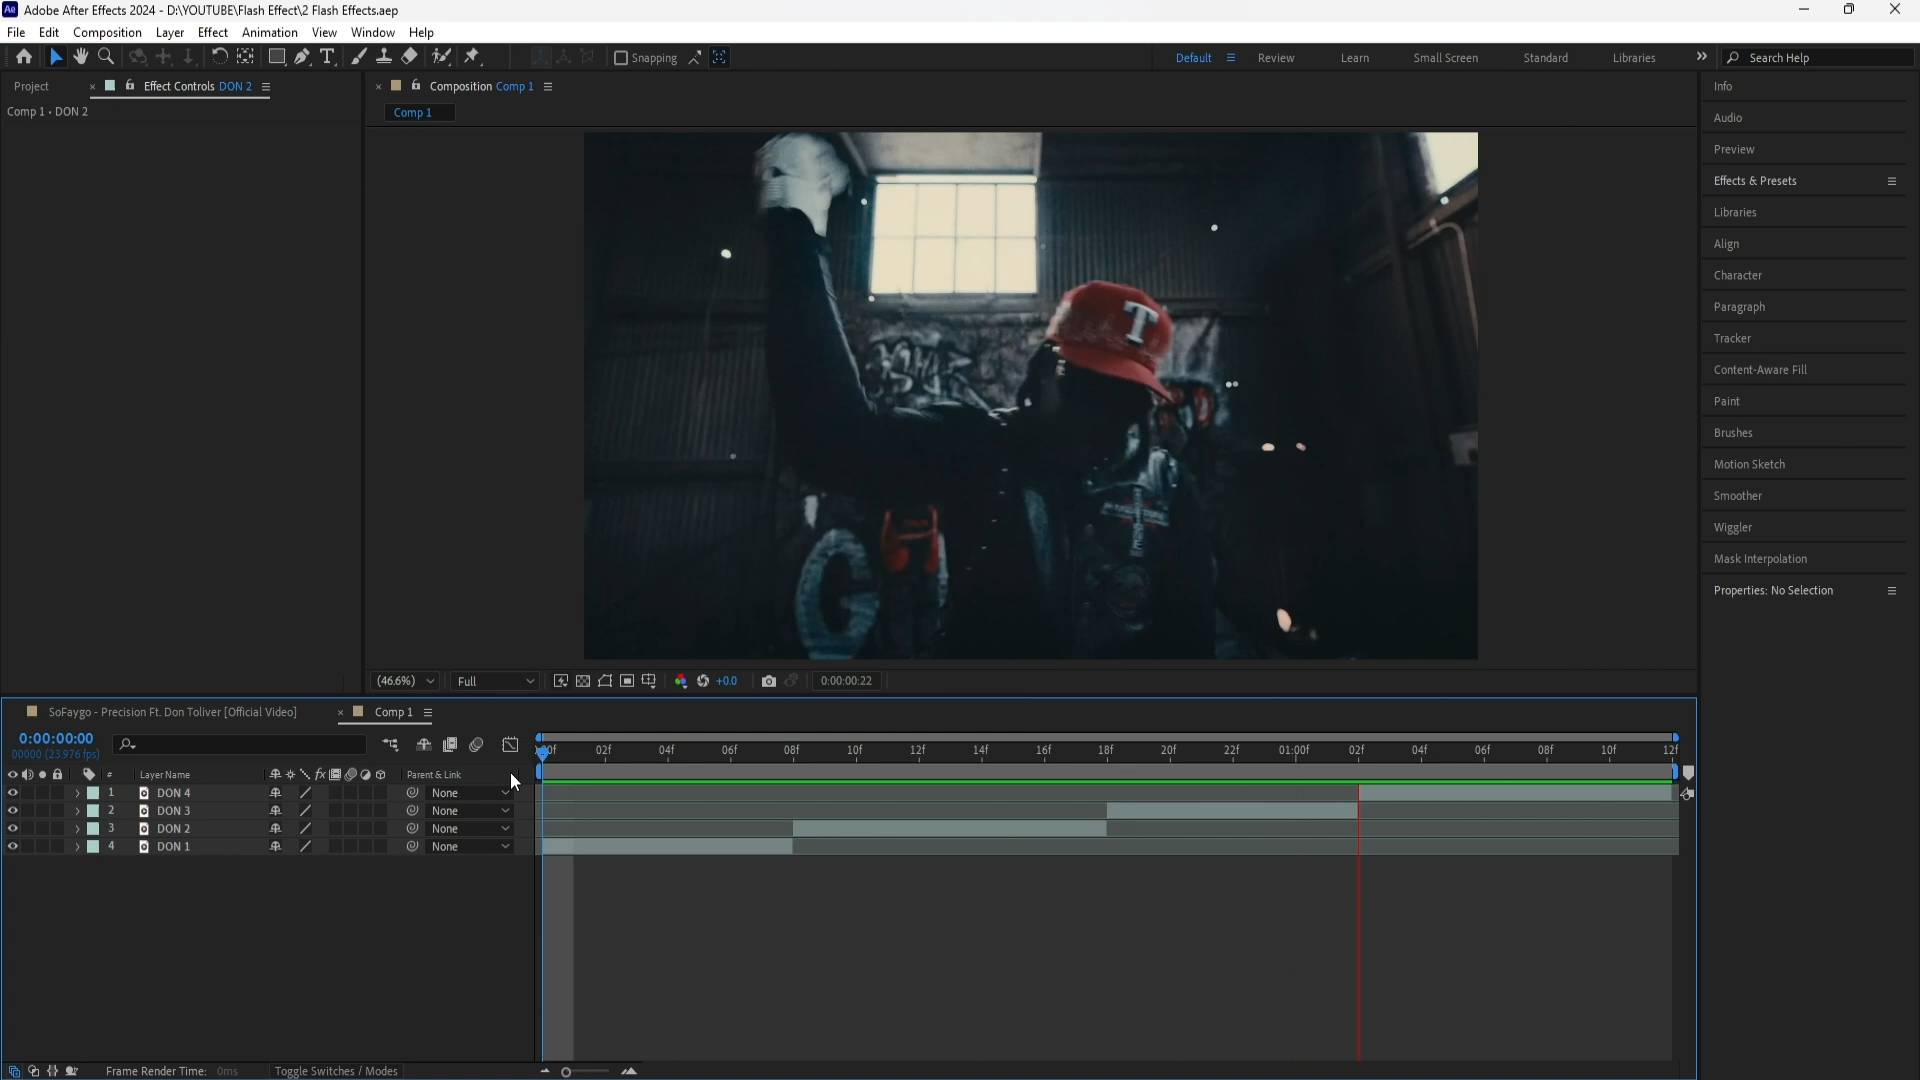 Adobe After Effects 2024 - D:\YOUTUBE\Flash Effect\2 Flash Effects.aep
File Edit Composition Layer Effect Animation View Window Help
Snapping
Default Review Learn Small Screen Standard Libraries Search Help
Project Effect Controls DON 2
Comp 1 • DON 2
Composition Comp 1
Comp 1
T
(46.6%) Full +0.0 0:00:00:22
Info
Audio
Preview
Effects & Presets
Libraries
Align
Character
Paragraph
Tracker
Content-Aware Fill
Paint
Brushes
Motion Sketch
Smoother
Wiggler
Mask Interpolation
Properties: No Selection
SoFaygo - Precision Ft. Don Toliver [Official Video] Comp 1
0:00:00:00
00000 (23.976 fps)
02f 04f 06f 08f 10f 12f 14f 16f 18f 20f 22f 01:00f 02f 04f 06f 08f 10f 12f
# Layer Name Parent & Link
1 DON 4 None
2 DON 3 None
3 DON 2 None
4 DON 1 None
Frame Render Time: 0ms Toggle Switches / Modes